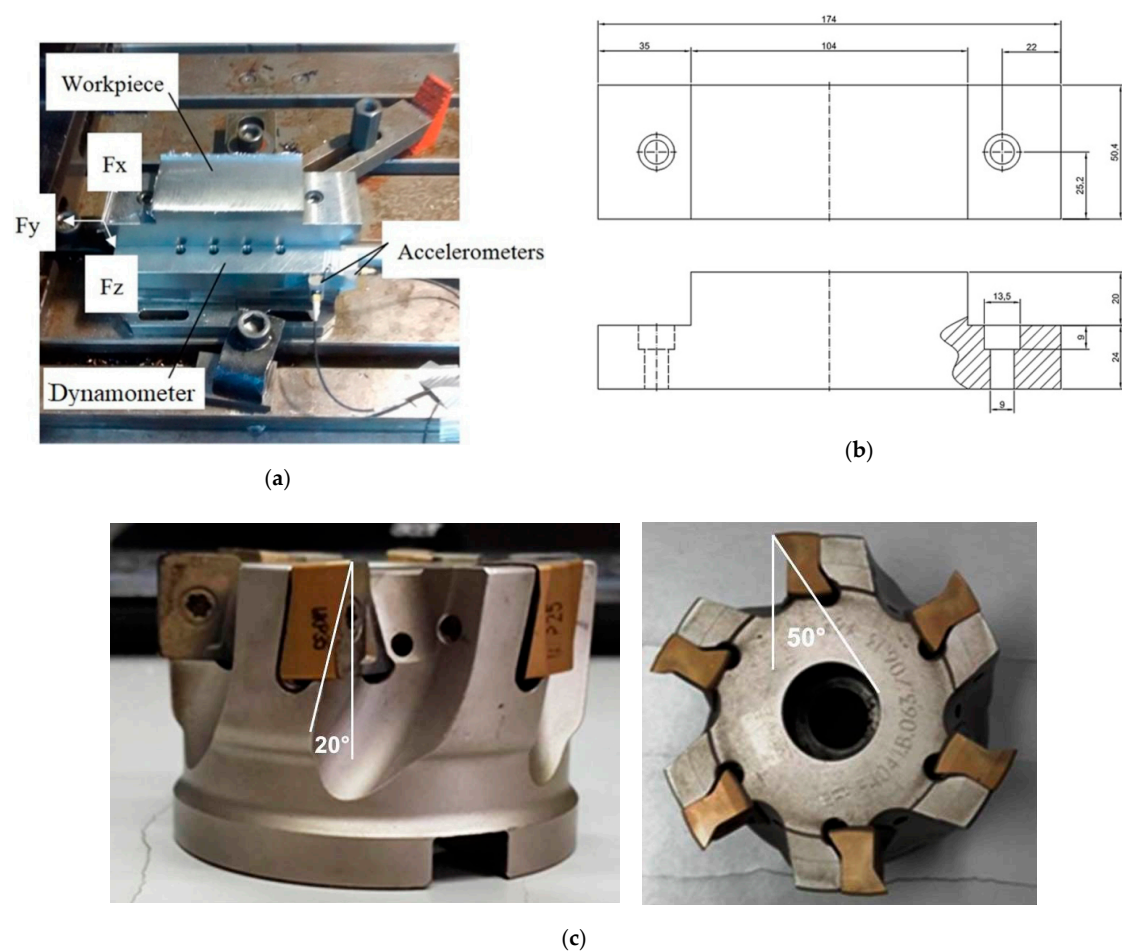 Workpiece
Fx
Fy
Fz
Accelerometers
Dynamometer
(a)
174
35
104
22
50,4
25,2
13,5
20
9
24
9
(b)
20°
P25
50°
(c)